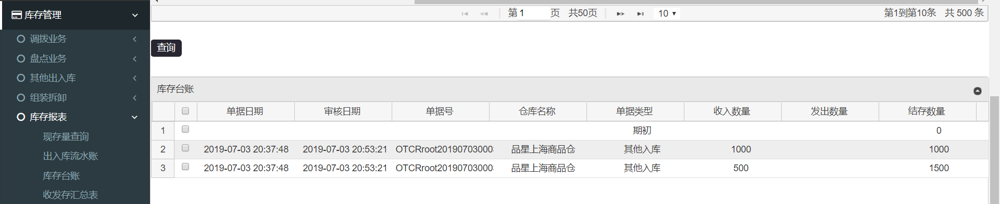 库存管理
调拨业务
盘点业务
其他出入库
组装拆卸
库存报表
现存量查询
出入库流水账
库存台账
收发存汇总表
第 1 页 共50页 10 第1到第10条 共 500 条
查询
库存台账
单据日期 审核日期 单据号 仓库名称 单据类型 收入数量 发出数量 结存数量
1 期初 0
2 2019-07-03 20:37:48 2019-07-03 20:53:21 OTCRroot20190703000 品星上海商品仓 其他入库 1000 1000
3 2019-07-03 20:37:48 2019-07-03 20:53:21 OTCRroot20190703000 品星上海商品仓 其他入库 500 1500